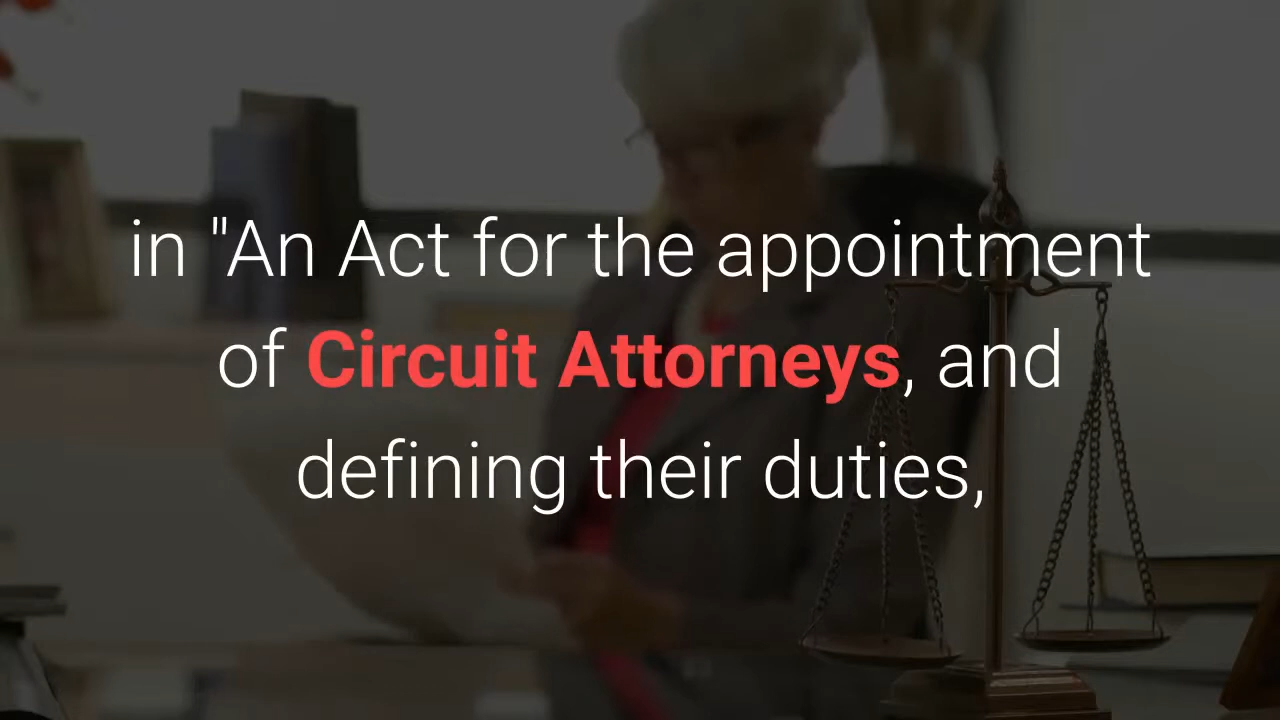 in "An Act for the appointment
of Circuit Attorneys, and
defining their duties,